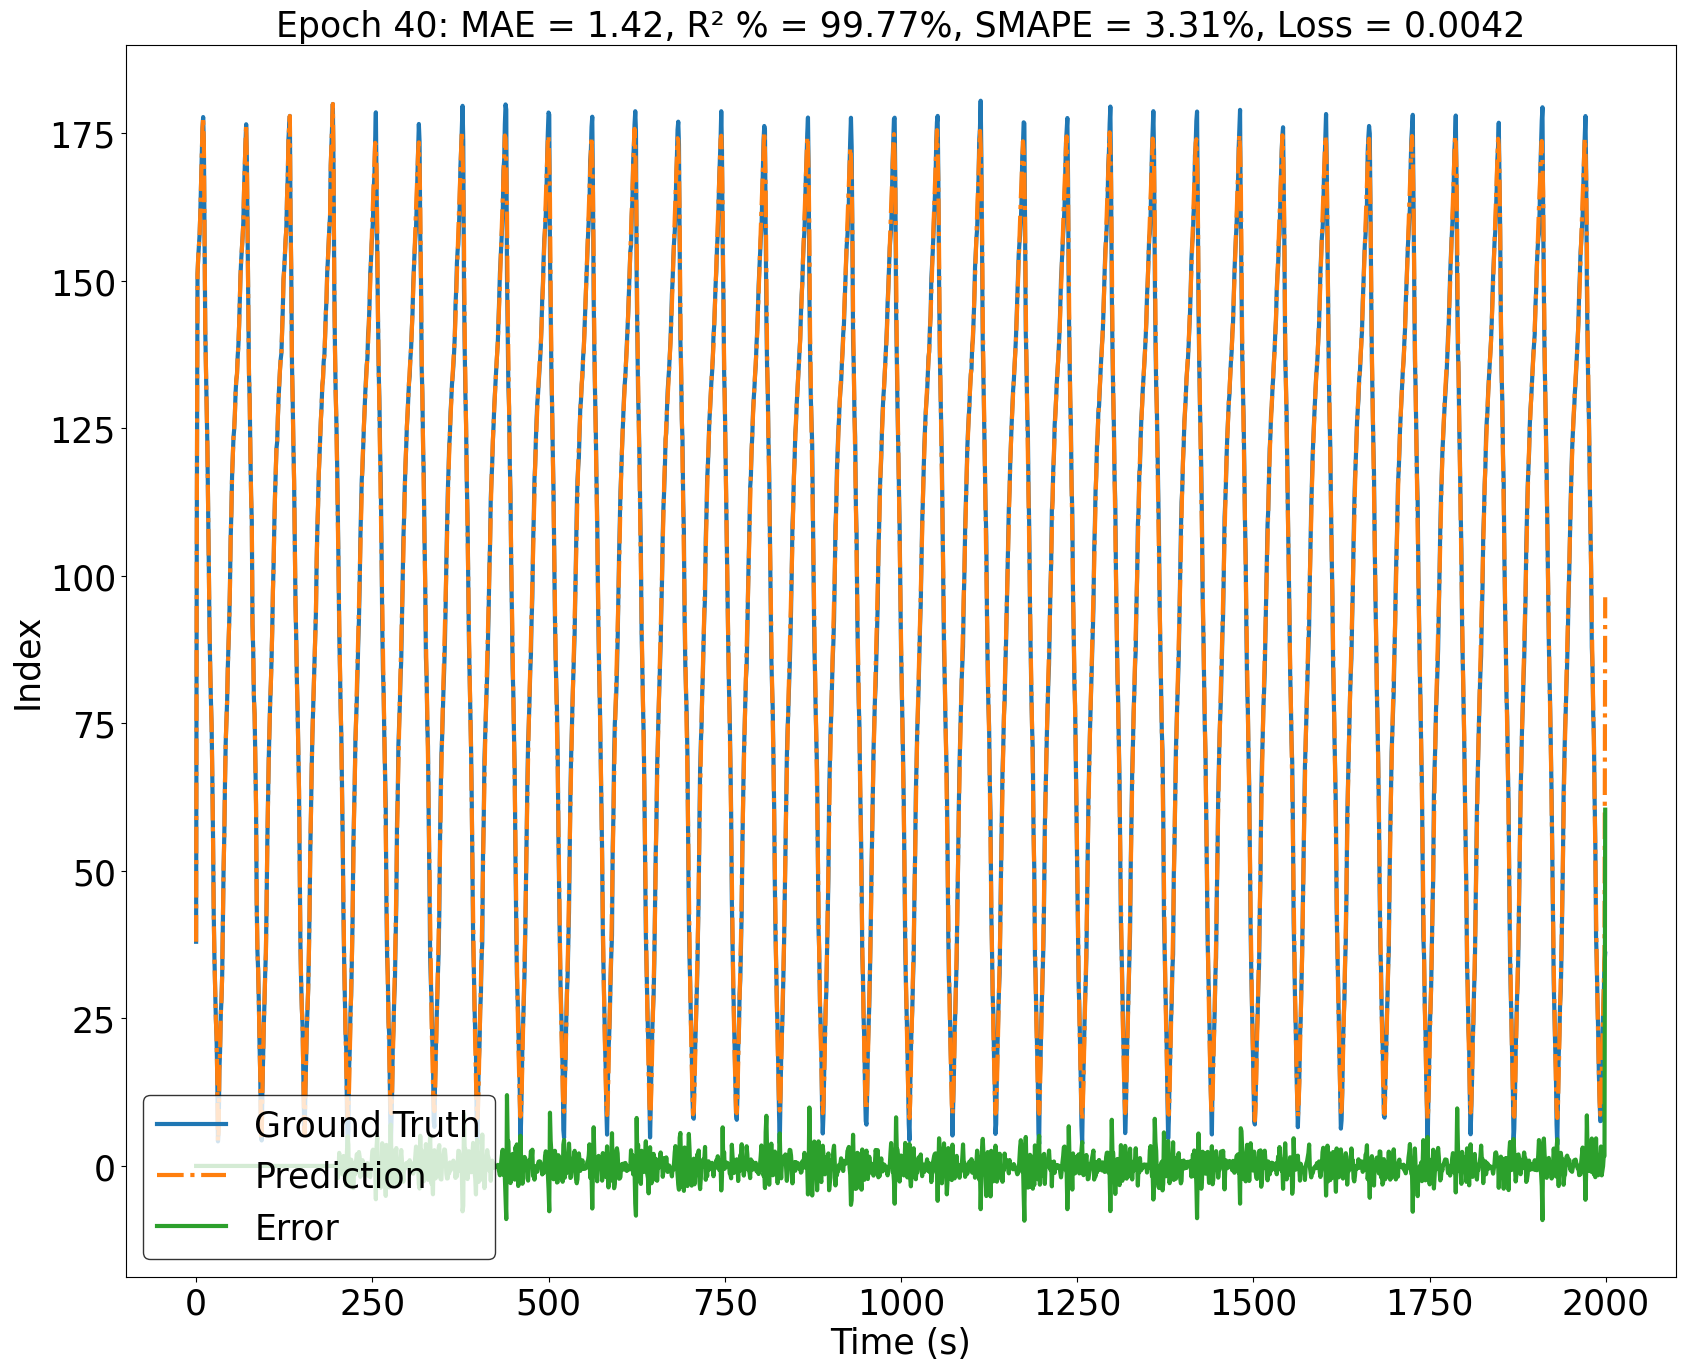 Epoch 40: MAE = 1.42, R² % = 99.77%, SMAPE = 3.31%, Loss = 0.0042
175
150
125
100
75
50
25
0
Index
Ground Truth
Prediction
Error
0 250 500 750 1000 1250 1500 1750 2000
Time (s)